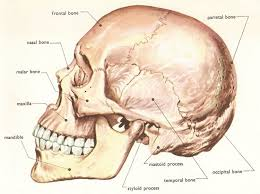 frontal bone
parietal bone
nasal bone
malar bone
maxilla
mandible
mastoid process
occipital bone
temporal bone
styloid process